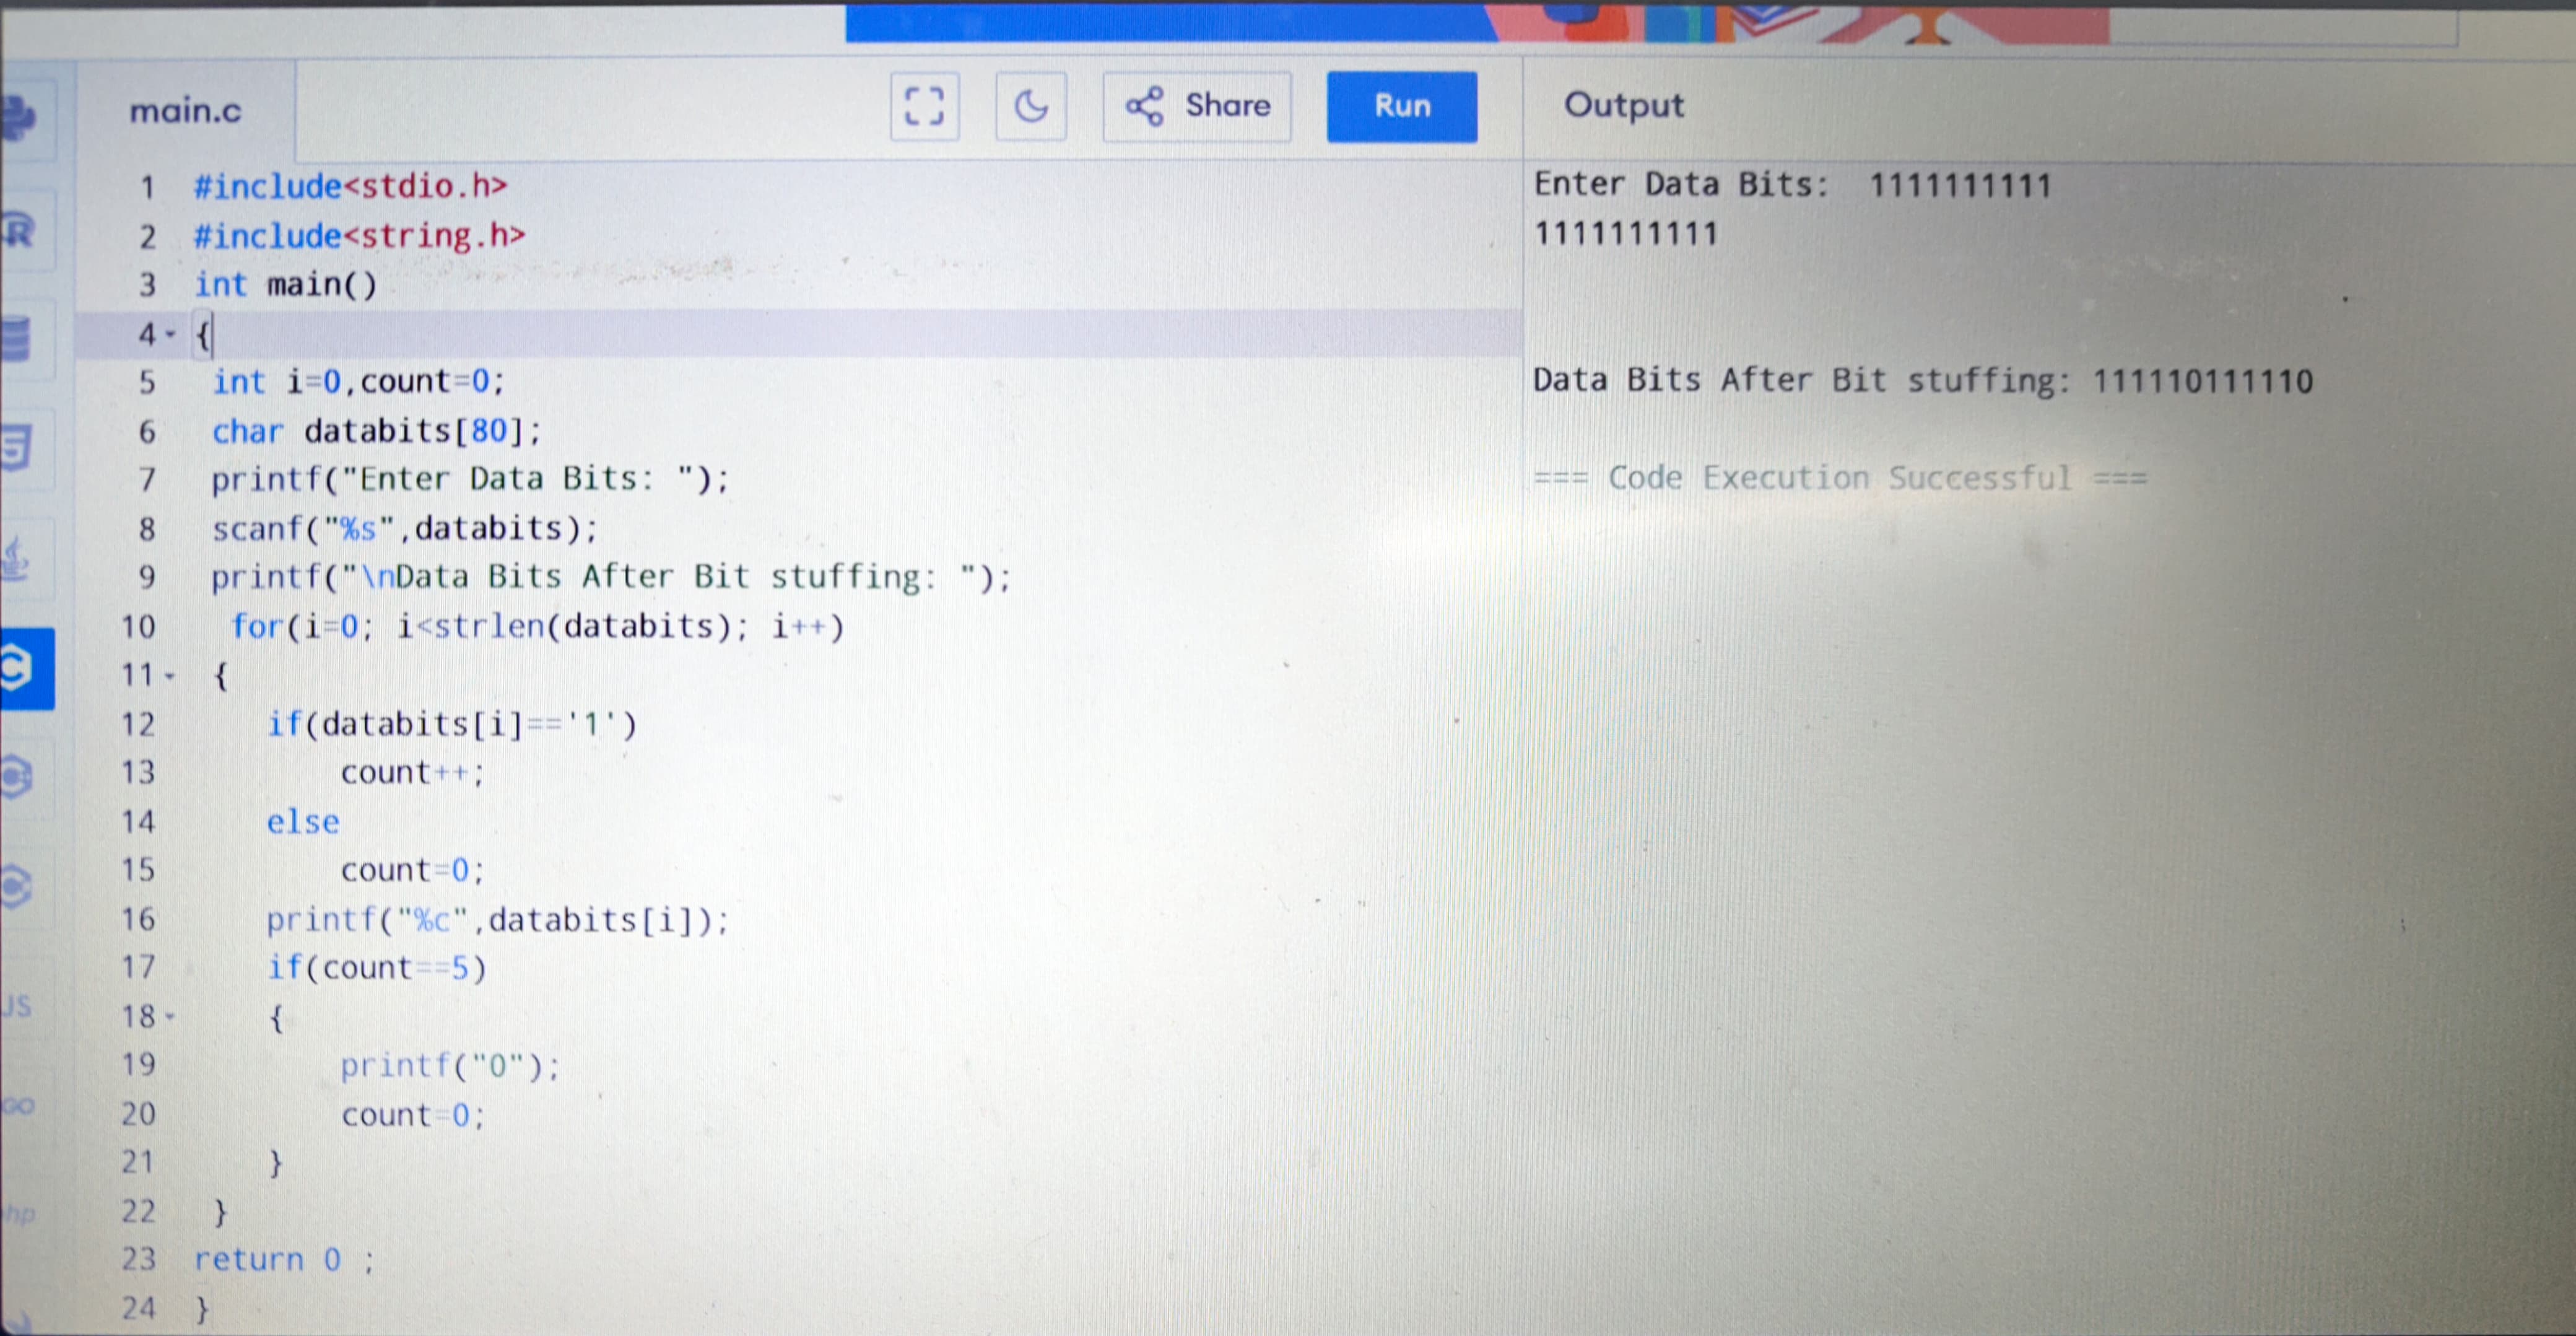 main.c
Share
Run
Output
1 #include<stdio.h>
2 #include<string.h>
3 int main()
4 {
5 int i=0,count=0;
6 char databits[80];
7 printf("Enter Data Bits: ");
8 scanf("%s",databits);
9 printf("\nData Bits After Bit stuffing: ");
10 for(i=0; i<strlen(databits); i++)
11 {
12 if(databits[i]=='1')
13 count++;
14 else
15 count=0;
16 printf("%c",databits[i]);
17 if(count==5)
18 {
19 printf("0");
20 count=0;
21 }
22 }
23 return 0 ;
24 }
Enter Data Bits:  1111111111
1111111111
Data Bits After Bit stuffing: 111110111110
=== Code Execution Successful ===
R
C
JS
GO
hp